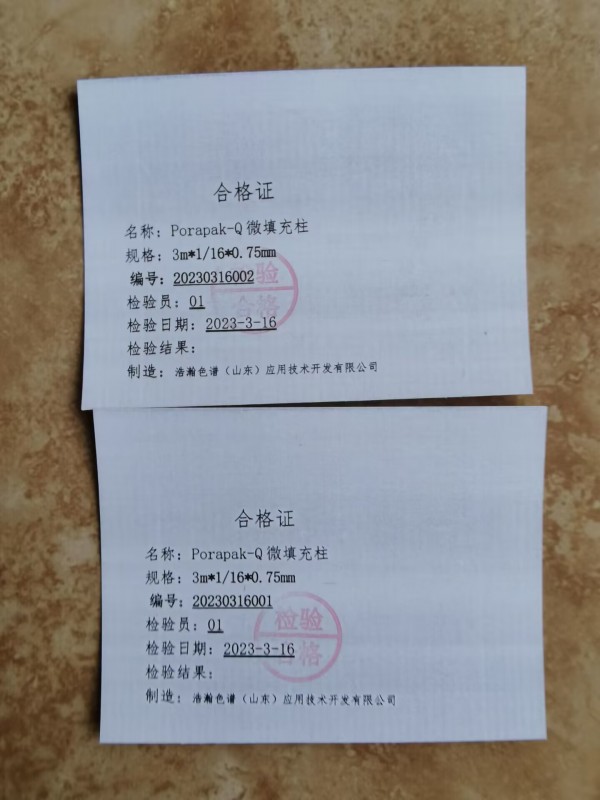 合格证
名称：Porapak-Q微填充柱
规格：3m*1/16*0.75mm
编号：20230316002
检验员：01
检验日期：2023-3-16
检验结果：
制造：浩瀚色谱（山东）应用技术开发有限公司
检验
合格
合格证
名称：Porapak-Q微填充柱
规格：3m*1/16*0.75mm
编号：20230316001
检验员：01
检验日期：2023-3-16
检验结果：
制造：浩瀚色谱（山东）应用技术开发有限公司
检验
合格